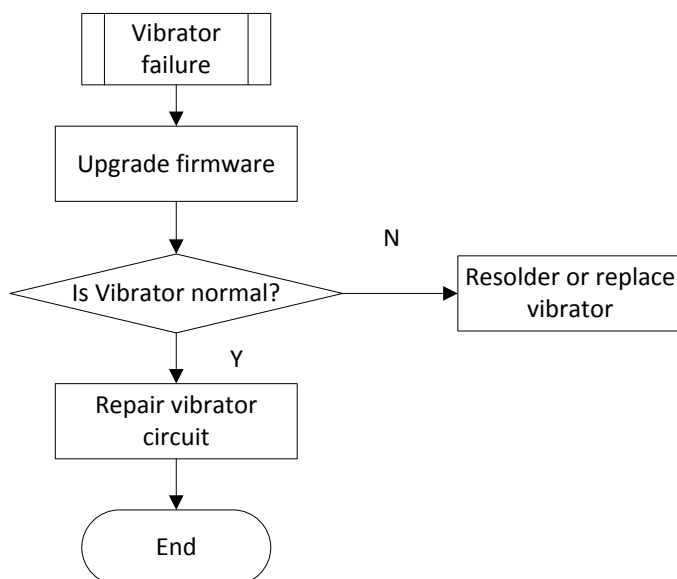 Vibrator
failure
Upgrade firmware
N
Is Vibrator normal?
Resolder or replace
vibrator
Y
Repair vibrator
circuit
End